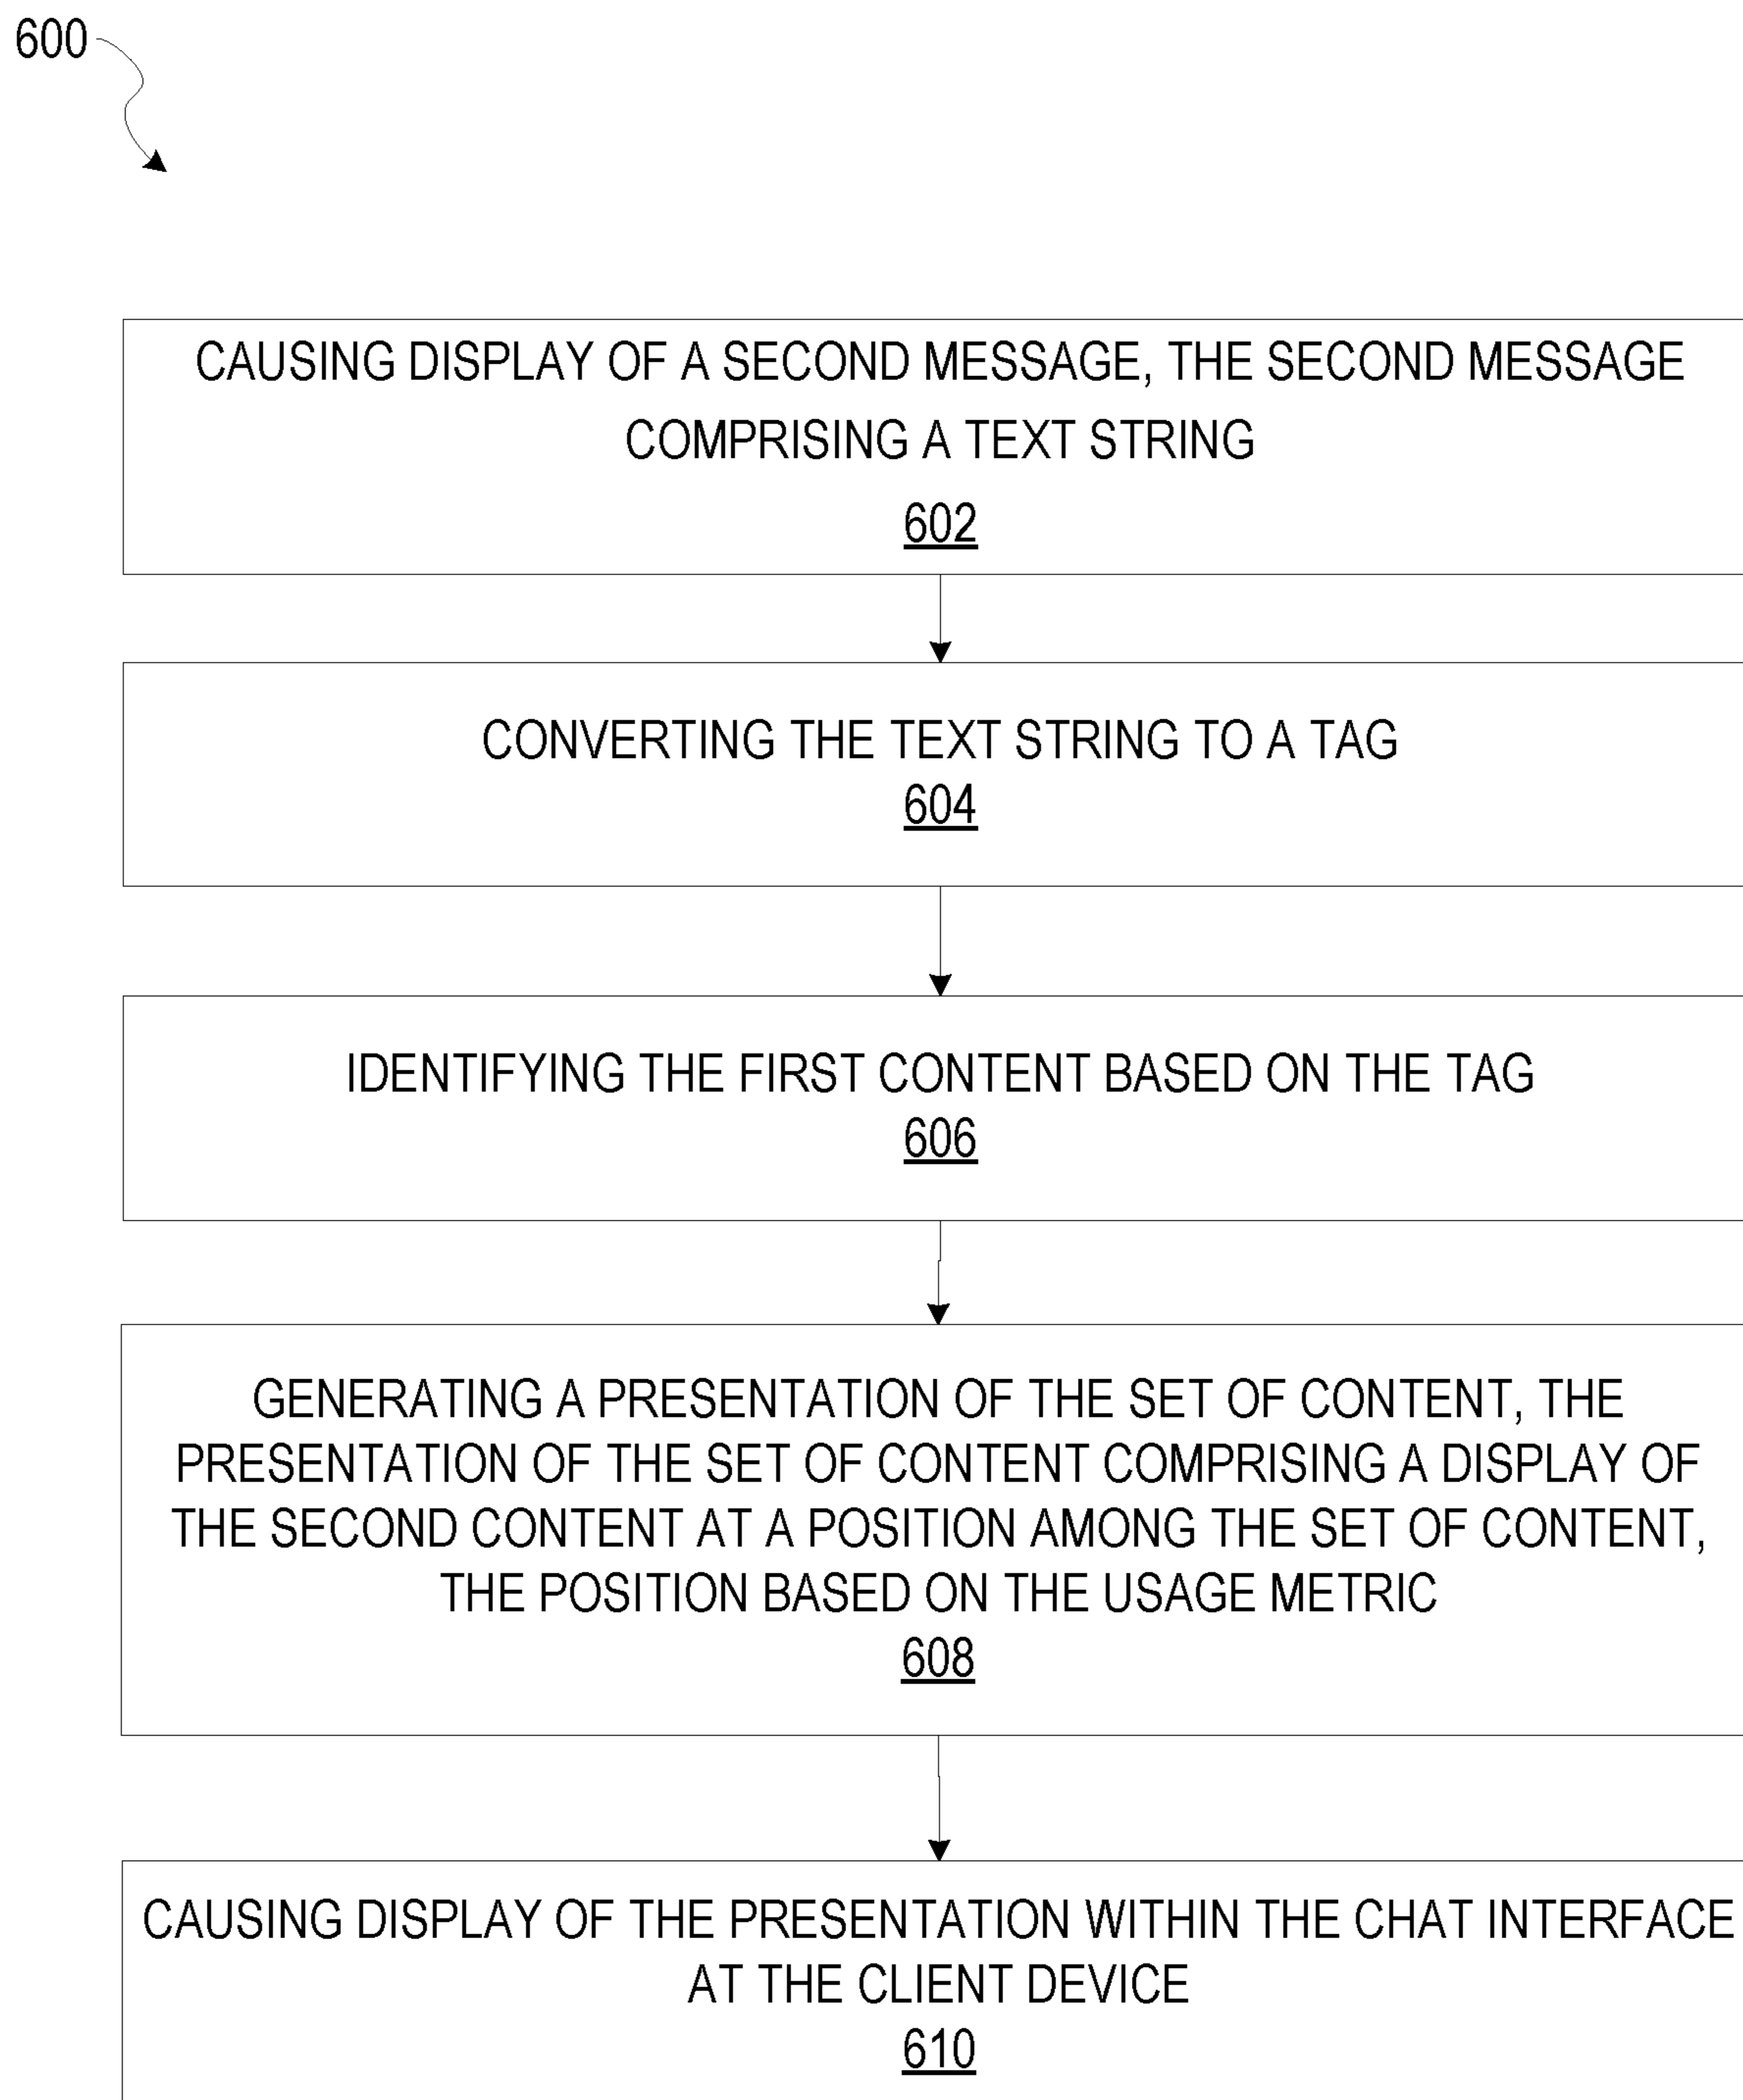 600
CAUSING DISPLAY OF A SECOND MESSAGE, THE SECOND MESSAGE
COMPRISING A TEXT STRING
602
CONVERTING THE TEXT STRING TO A TAG
604
IDENTIFYING THE FIRST CONTENT BASED ON THE TAG
606
GENERATING A PRESENTATION OF THE SET OF CONTENT, THE
PRESENTATION OF THE SET OF CONTENT COMPRISING A DISPLAY OF
THE SECOND CONTENT AT A POSITION AMONG THE SET OF CONTENT,
THE POSITION BASED ON THE USAGE METRIC
608
CAUSING DISPLAY OF THE PRESENTATION WITHIN THE CHAT INTERFACE
AT THE CLIENT DEVICE
610